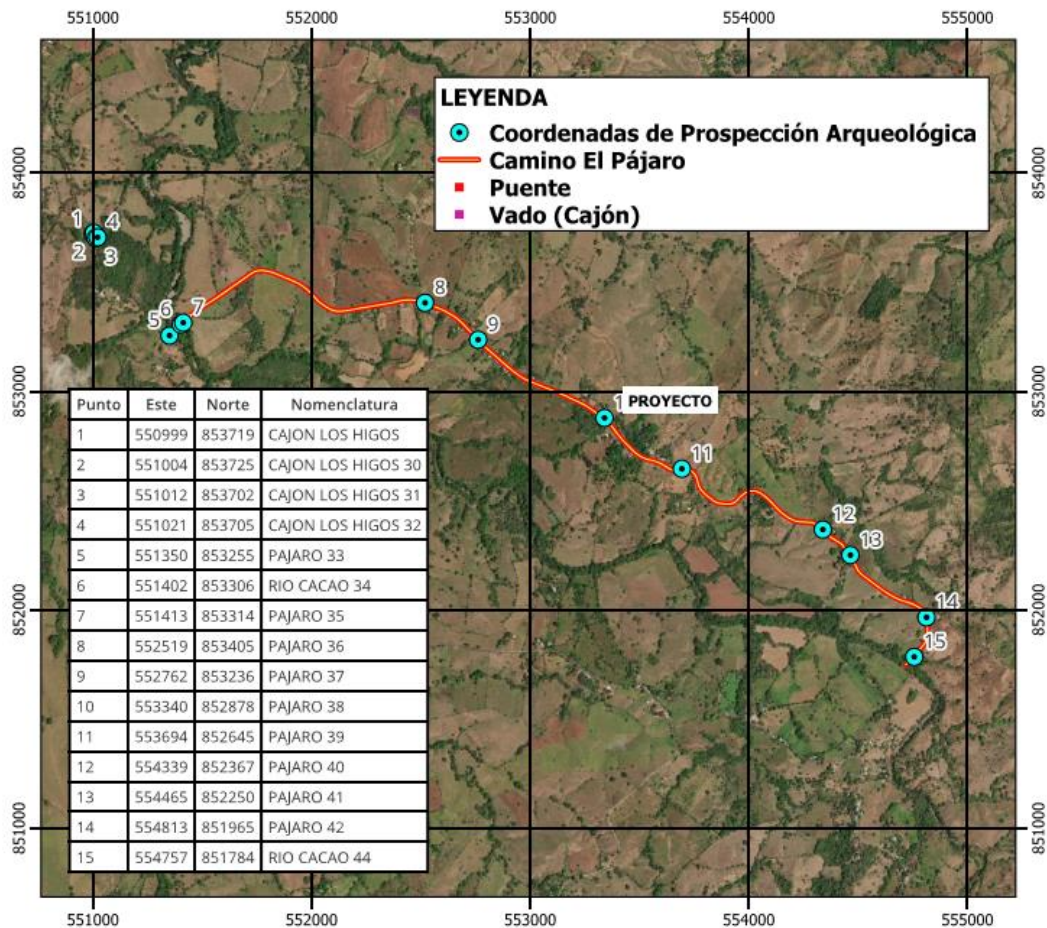 551000 552000 553000 554000 555000
LEYENDA
Coordenadas de Prospección Arqueológica
Camino El Pájaro
Puente
Vado (Cajón)
854000 854000
1 4
2 3
5 6 7
8
9
853000 853000
1 PROYECTO
11
12
13
14
15
852000 852000
851000 851000
Punto Este Norte Nomenclatura
1 550999 853719 CAJON LOS HIGOS
2 551004 853725 CAJON LOS HIGOS 30
3 551012 853702 CAJON LOS HIGOS 31
4 551021 853705 CAJON LOS HIGOS 32
5 551350 853255 PAJARO 33
6 551402 853306 RIO CACAO 34
7 551413 853314 PAJARO 35
8 552519 853405 PAJARO 36
9 552762 853236 PAJARO 37
10 553340 852878 PAJARO 38
11 553694 852645 PAJARO 39
12 554339 852367 PAJARO 40
13 554465 852250 PAJARO 41
14 554813 851965 PAJARO 42
15 554757 851784 RIO CACAO 44
551000 552000 553000 554000 555000